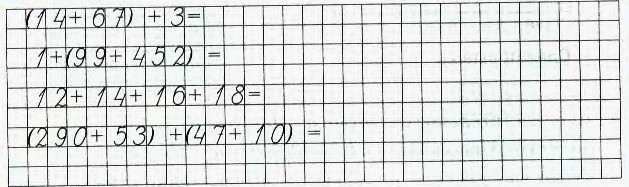 (14+67)+3=
1+(99+452)=
12+14+16+18=
(290+53)+(47+10)=